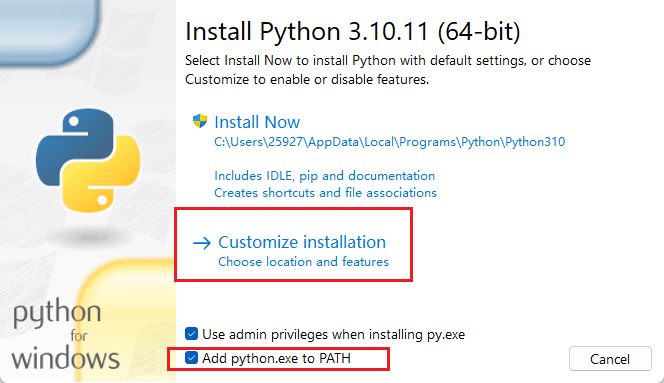 Install Python 3.10.11 (64-bit)
Select Install Now to install Python with default settings, or choose
Customize to enable or disable features.
Install Now
C:\Users\25927\AppData\Local\Programs\Python\Python310
Includes IDLE, pip and documentation
Creates shortcuts and file associations
→ Customize installation
Choose location and features
python
for
windows
Use admin privileges when installing py.exe
Add python.exe to PATH
Cancel